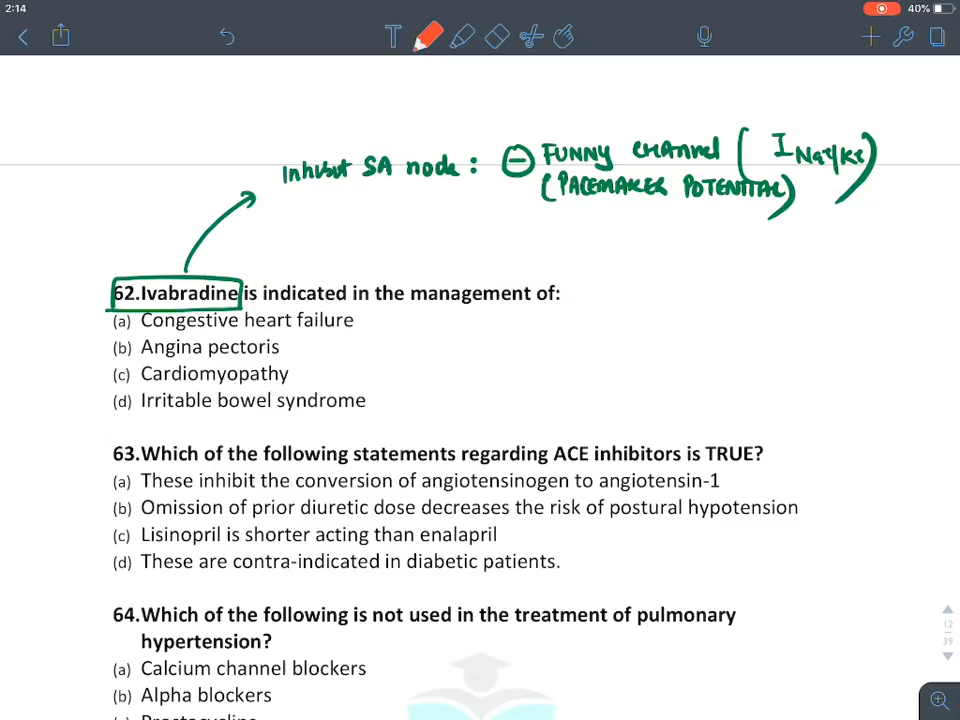 2:14
40%
T
Inhibit SA node : ⊖ FUNNY CHANNEL ( I Na+/K+ )
(PACEMAKER POTENTIAL)
62.Ivabradine is indicated in the management of:
(a) Congestive heart failure
(b) Angina pectoris
(c) Cardiomyopathy
(d) Irritable bowel syndrome
63.Which of the following statements regarding ACE inhibitors is TRUE?
(a) These inhibit the conversion of angiotensinogen to angiotensin-1
(b) Omission of prior diuretic dose decreases the risk of postural hypotension
(c) Lisinopril is shorter acting than enalapril
(d) These are contra-indicated in diabetic patients.
64.Which of the following is not used in the treatment of pulmonary
hypertension?
(a) Calcium channel blockers
(b) Alpha blockers
12
39